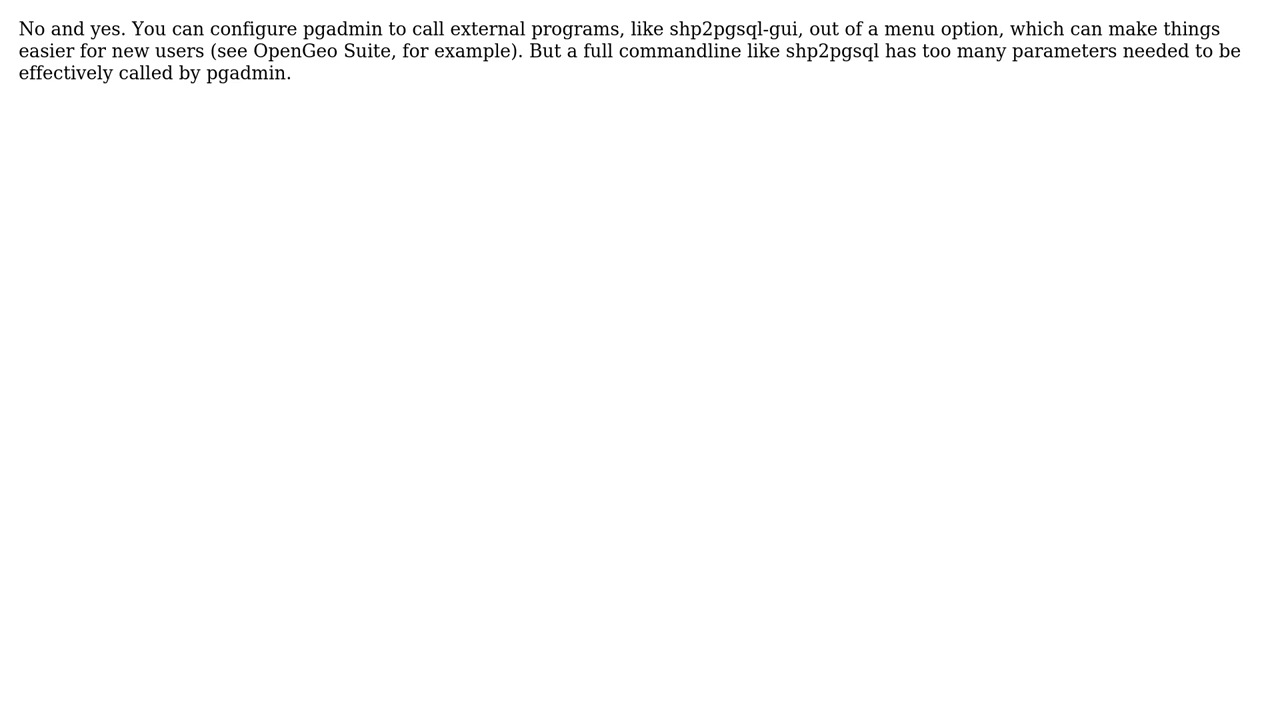 No and yes. You can configure pgadmin to call external programs, like shp2pgsql-gui, out of a menu option, which can make things
easier for new users (see OpenGeo Suite, for example). But a full commandline like shp2pgsql has too many parameters needed to be
effectively called by pgadmin.